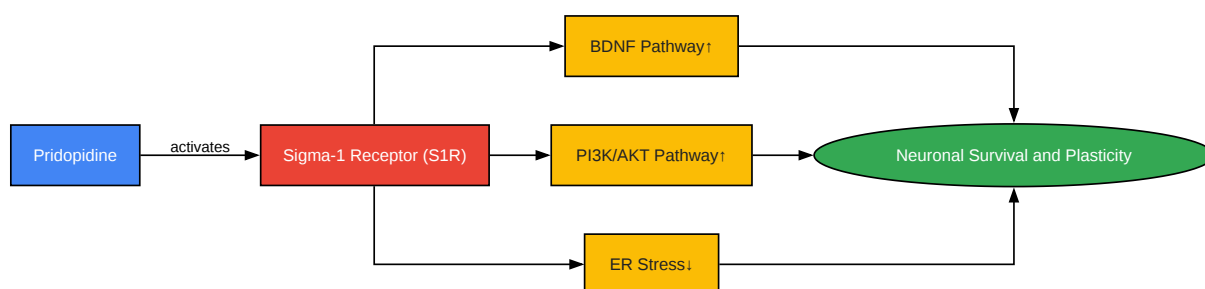 BDNF Pathway↑
Pridopidine
activates
Sigma-1 Receptor (S1R)
PI3K/AKT Pathway↑
Neuronal Survival and Plasticity
ER Stress↓